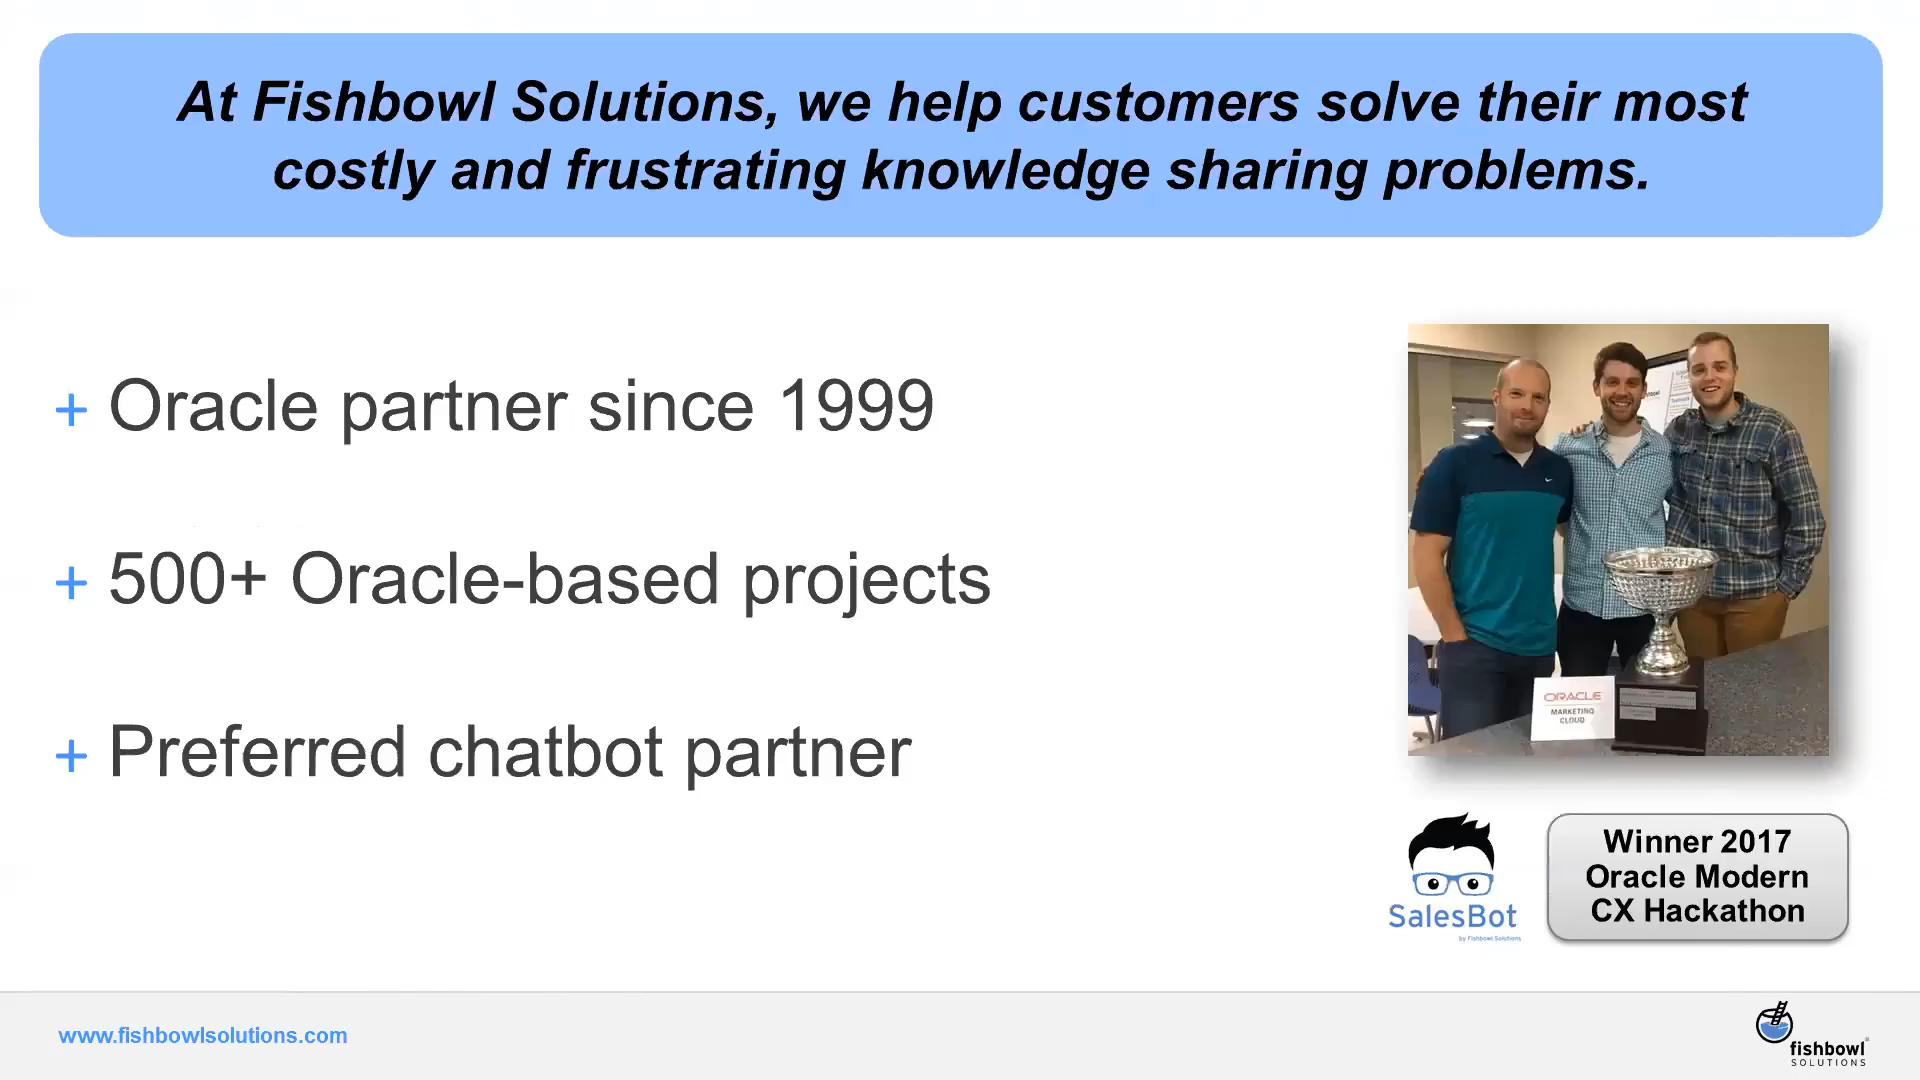 At Fishbowl Solutions, we help customers solve their most
costly and frustrating knowledge sharing problems.
+ Oracle partner since 1999
+ 500+ Oracle-based projects
+ Preferred chatbot partner
ORACLE
MARKETING
CLOUD
SalesBot
by Fishbowl Solutions
Winner 2017
Oracle Modern
CX Hackathon
www.fishbowlsolutions.com
fishbowl
SOLUTIONS